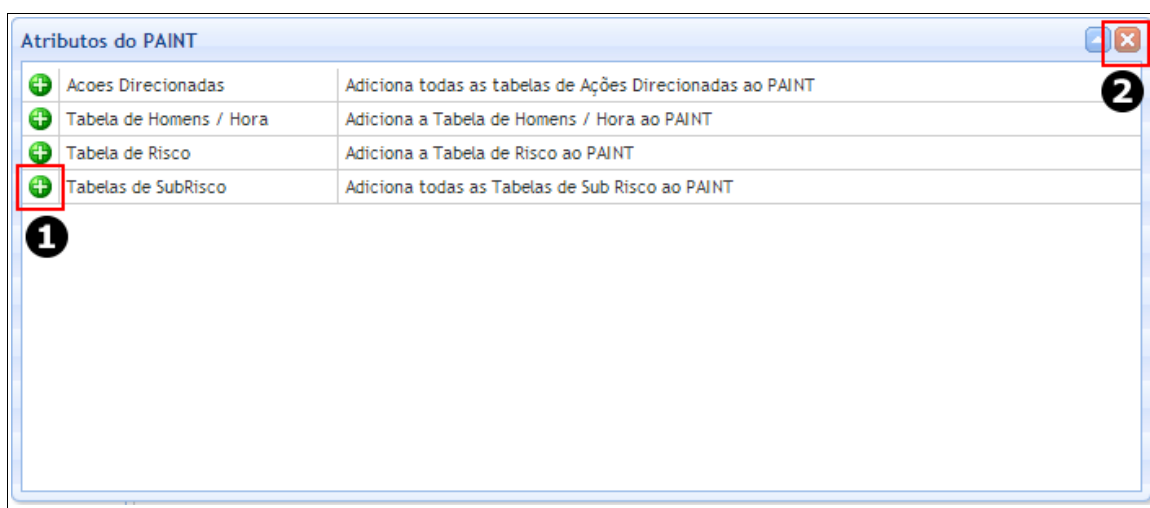 Atributos do PAINT
Acoes Direcionadas Adiciona todas as tabelas de Ações Direcionadas ao PAINT
2
Tabela de Homens / Hora Adiciona a Tabela de Homens / Hora ao PAINT
Tabela de Risco Adiciona a Tabela de Risco ao PAINT
Tabelas de SubRisco Adiciona todas as Tabelas de Sub Risco ao PAINT
1